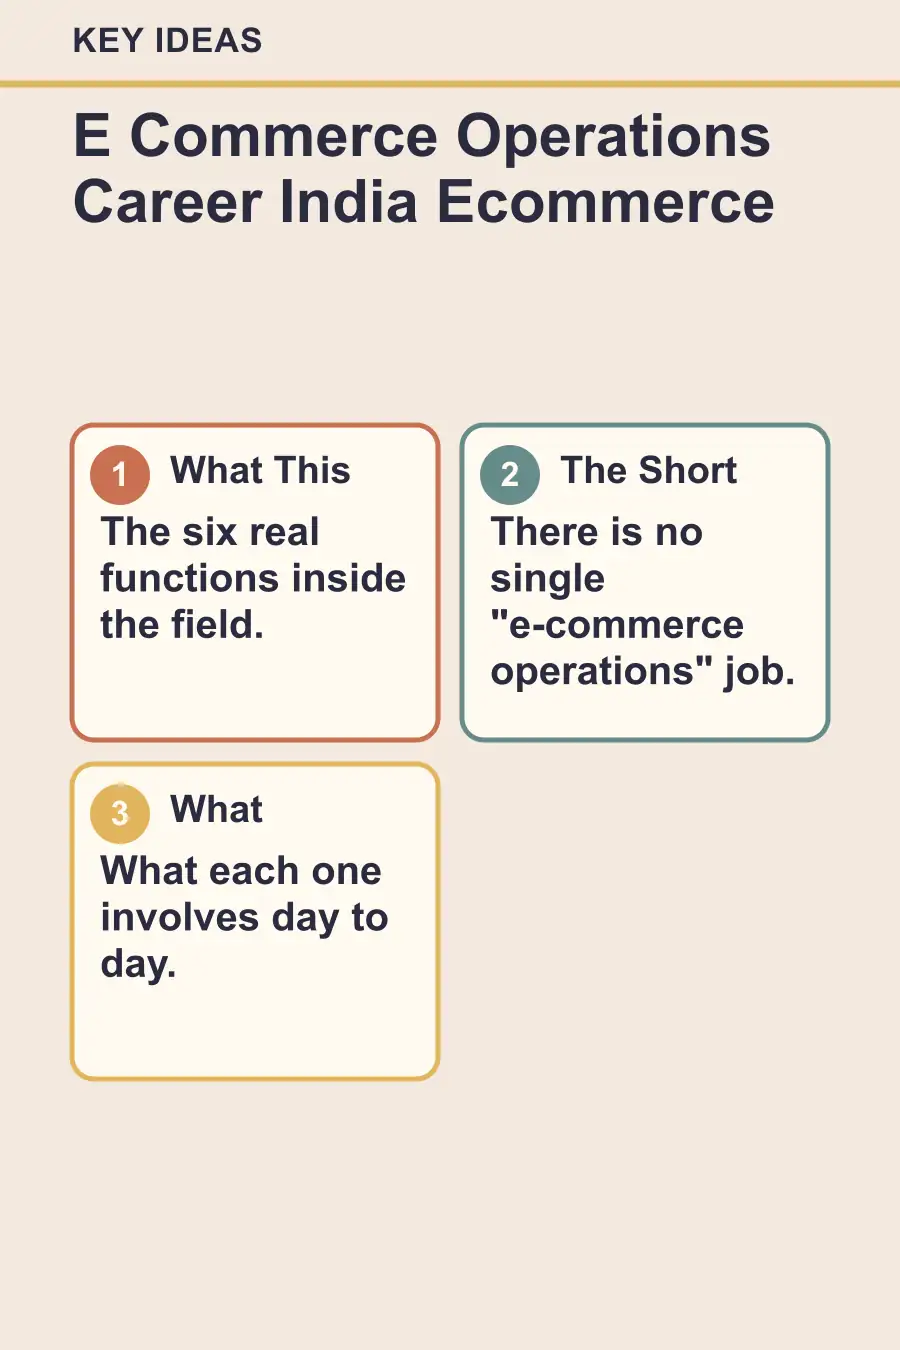 KEY IDEAS
E Commerce Operations
Career India Ecommerce
1 What This
The six real
functions inside
the field.
2 The Short
There is no
single
"e-commerce
operations" job.
3 What
What each one
involves day to
day.